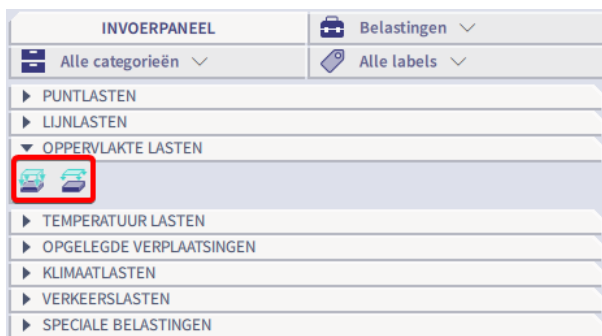 INVOERPANEEL
Belastingen
Alle categorieën
Alle labels
PUNTLASTEN
LIJNLASTEN
OPPERVLAKTE LASTEN
TEMPERATUUR LASTEN
OPGELEGDE VERPLAATSINGEN
KLIMAATLASTEN
VERKEERSLASTEN
SPECIALE BELASTINGEN